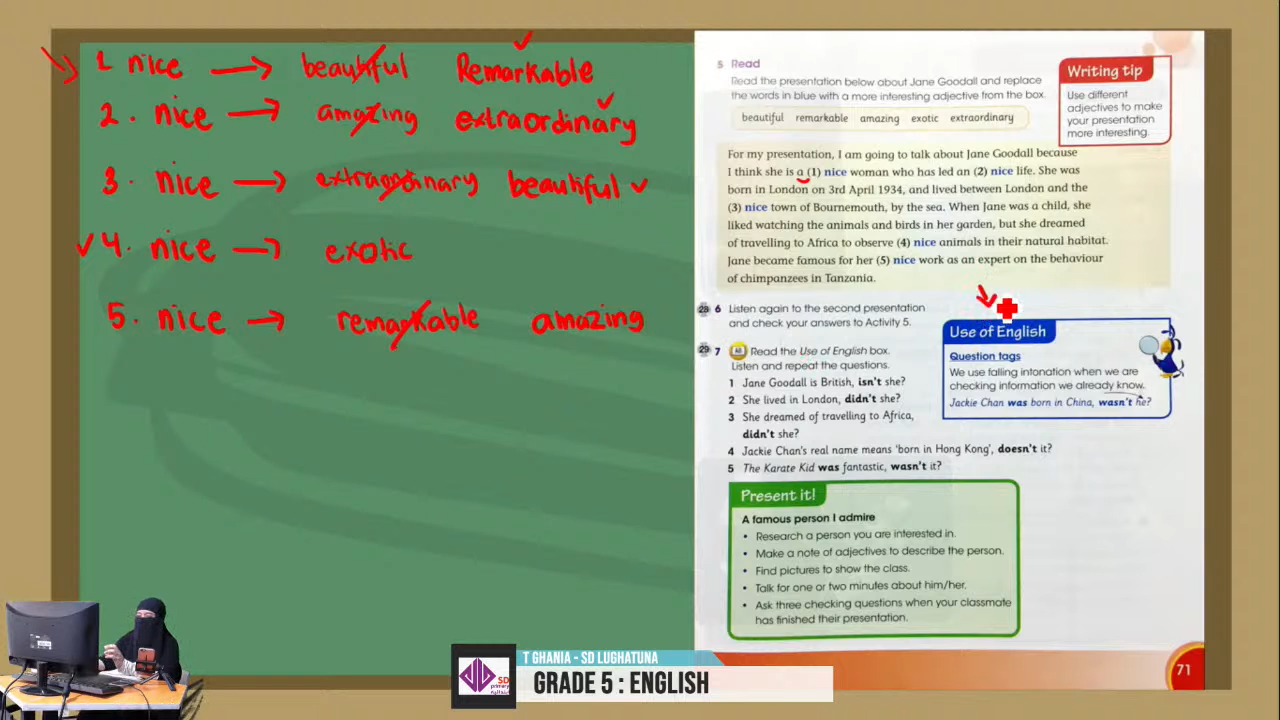 1 nice → beautiful Remarkable
2. nice → amazing extraordinary
3. nice → extraordinary beautiful
4. nice → exotic
5. nice → remarkable amazing
5 Read
Read the presentation below about Jane Goodall and replace
the words in blue with a more interesting adjective from the box.
beautiful remarkable amazing exotic extraordinary
Writing tip
Use different
adjectives to make
your presentation
more interesting.
For my presentation, I am going to talk about Jane Goodall because
I think she is a (1) nice woman who has led an (2) nice life. She was
born in London on 3rd April 1934, and lived between London and the
(3) nice town of Bournemouth, by the sea. When Jane was a child, she
liked watching the animals and birds in her garden, but she dreamed
of travelling to Africa to observe (4) nice animals in their natural habitat.
Jane became famous for her (5) nice work as an expert on the behaviour
of chimpanzees in Tanzania.
28 6 Listen again to the second presentation
and check your answers to Activity 5.
29 7 AB Read the Use of English box.
Listen and repeat the questions.
1 Jane Goodall is British, isn't she?
2 She lived in London, didn't she?
3 She dreamed of travelling to Africa,
didn't she?
4 Jackie Chan's real name means 'born in Hong Kong', doesn't it?
5 The Karate Kid was fantastic, wasn't it?
Use of English
Question tags
We use falling intonation when we are
checking information we already know.
Jackie Chan was born in China, wasn't he?
Present it!
A famous person I admire
• Research a person you are interested in.
• Make a note of adjectives to describe the person.
• Find pictures to show the class.
• Talk for one or two minutes about him/her.
• Ask three checking questions when your classmate
has finished their presentation.
71
T GHANIA - SD LUGHATUNA
GRADE 5 : ENGLISH
SD
primary